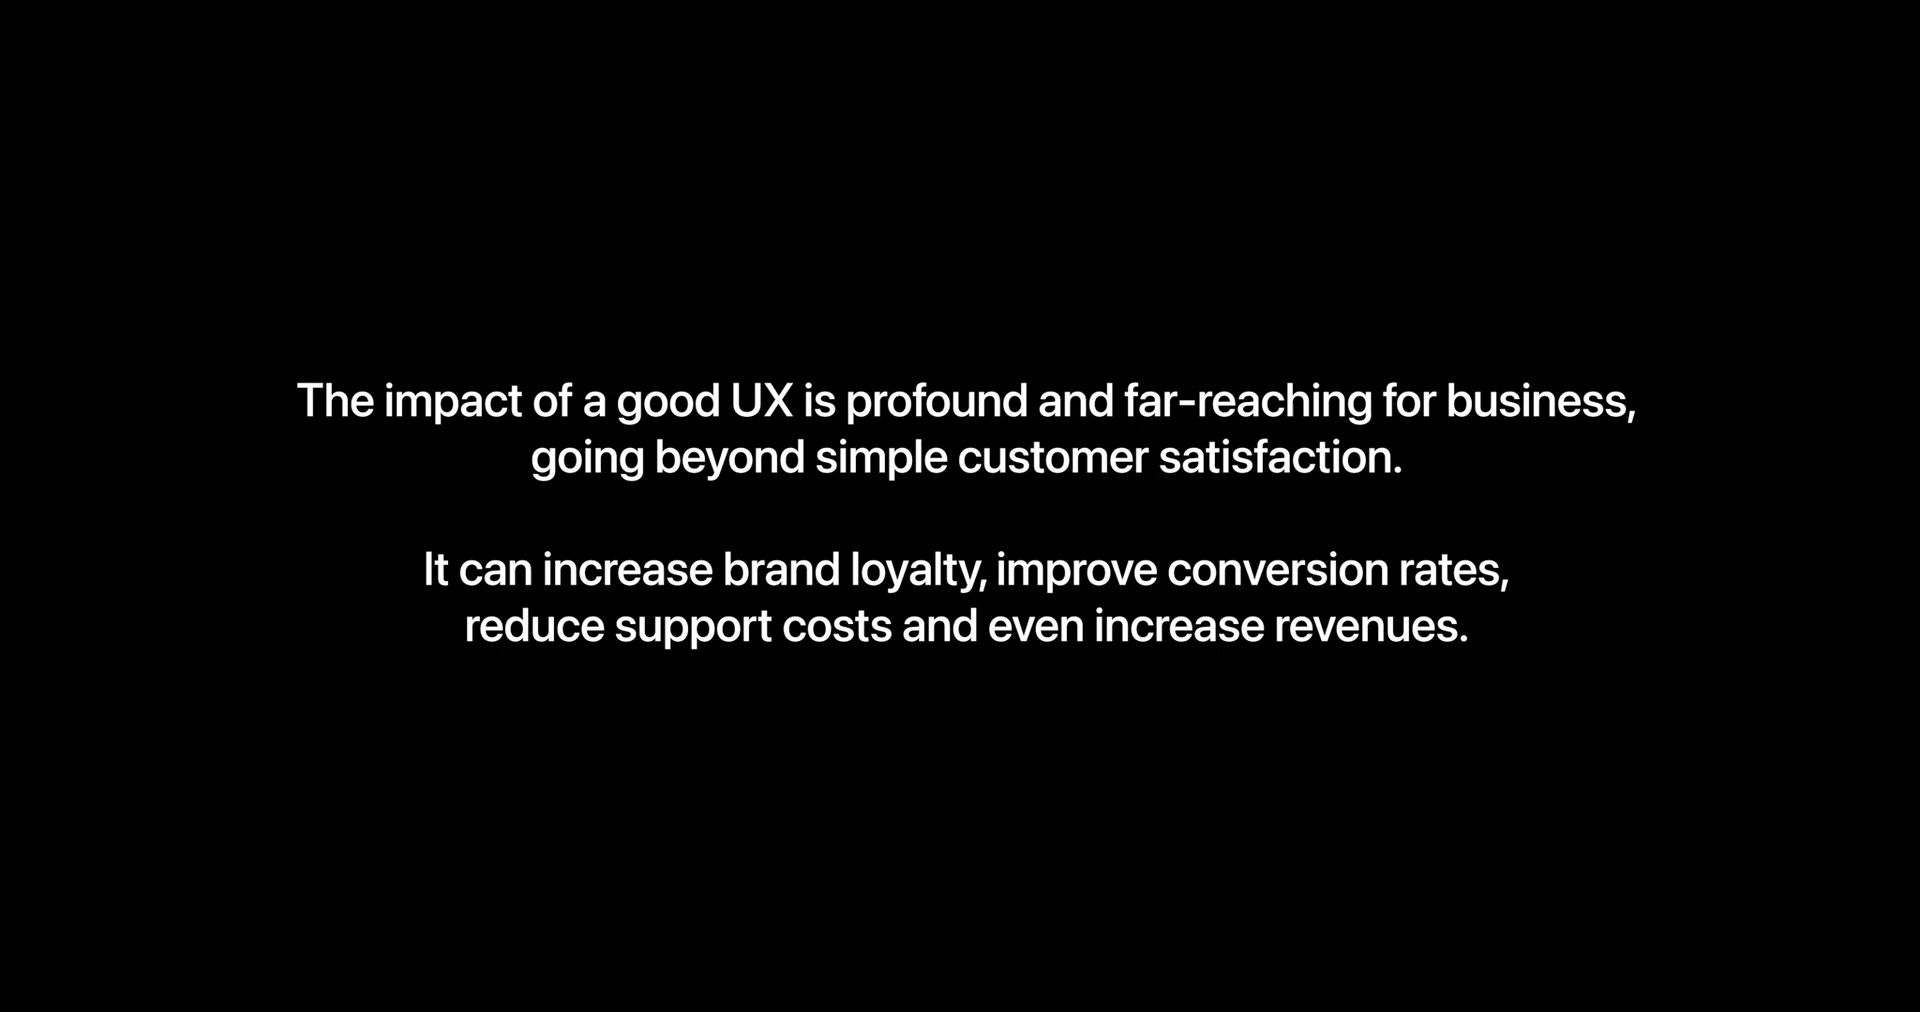 The impact of a good UX is profound and far-reaching for business,
going beyond simple customer satisfaction.
It can increase brand loyalty, improve conversion rates,
reduce support costs and even increase revenues.